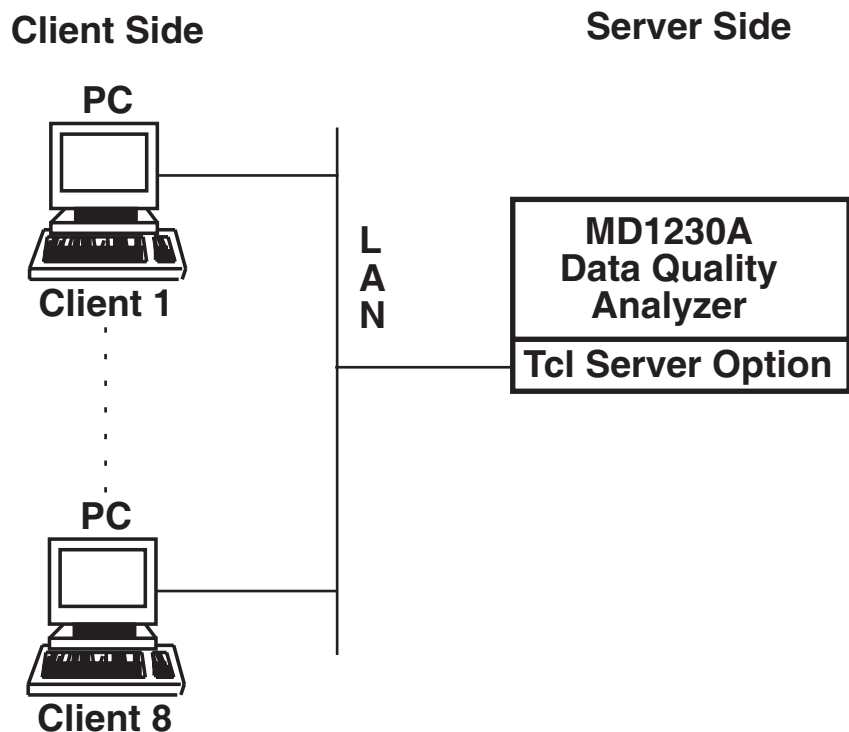 Client Side
Server Side
PC
Client 1
L
A
N
MD1230A
Data Quality
Analyzer
Tcl Server Option
PC
Client 8